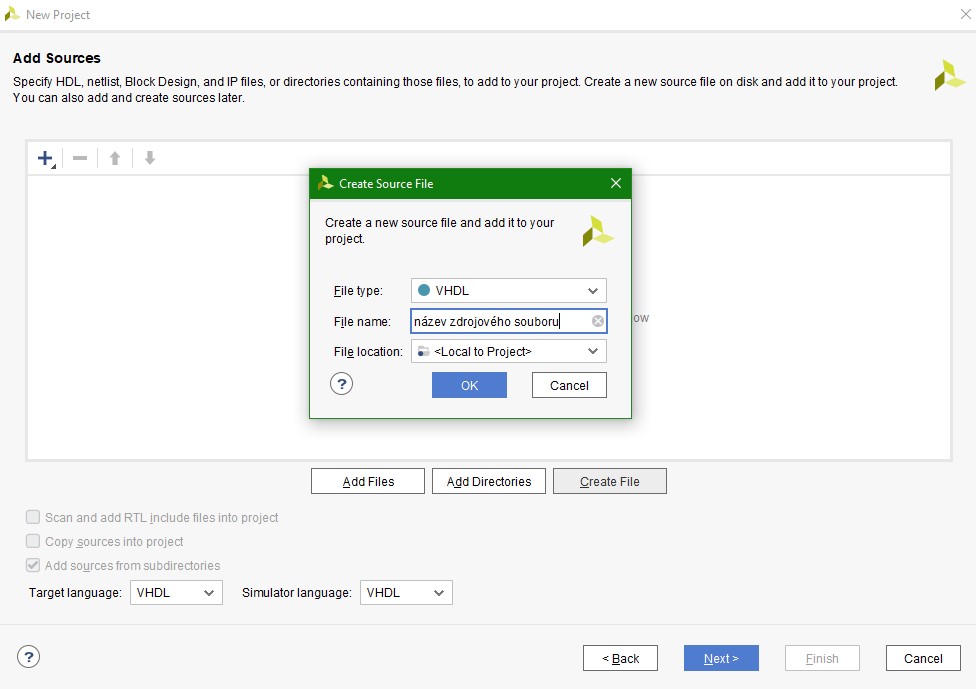 New Project
Add Sources
Specify HDL, netlist, Block Design, and IP files, or directories containing those files, to add to your project. Create a new source file on disk and add it to your project.
You can also add and create sources later.
Create Source File
Create a new source file and add it to your
project.
File type: VHDL
File name: název zdrojového souboru
File location: <Local to Project>
? OK Cancel
ow
Add Files Add Directories Create File
Scan and add RTL include files into project
Copy sources into project
Add sources from subdirectories
Target language: VHDL Simulator language: VHDL
? < Back Next > Finish Cancel